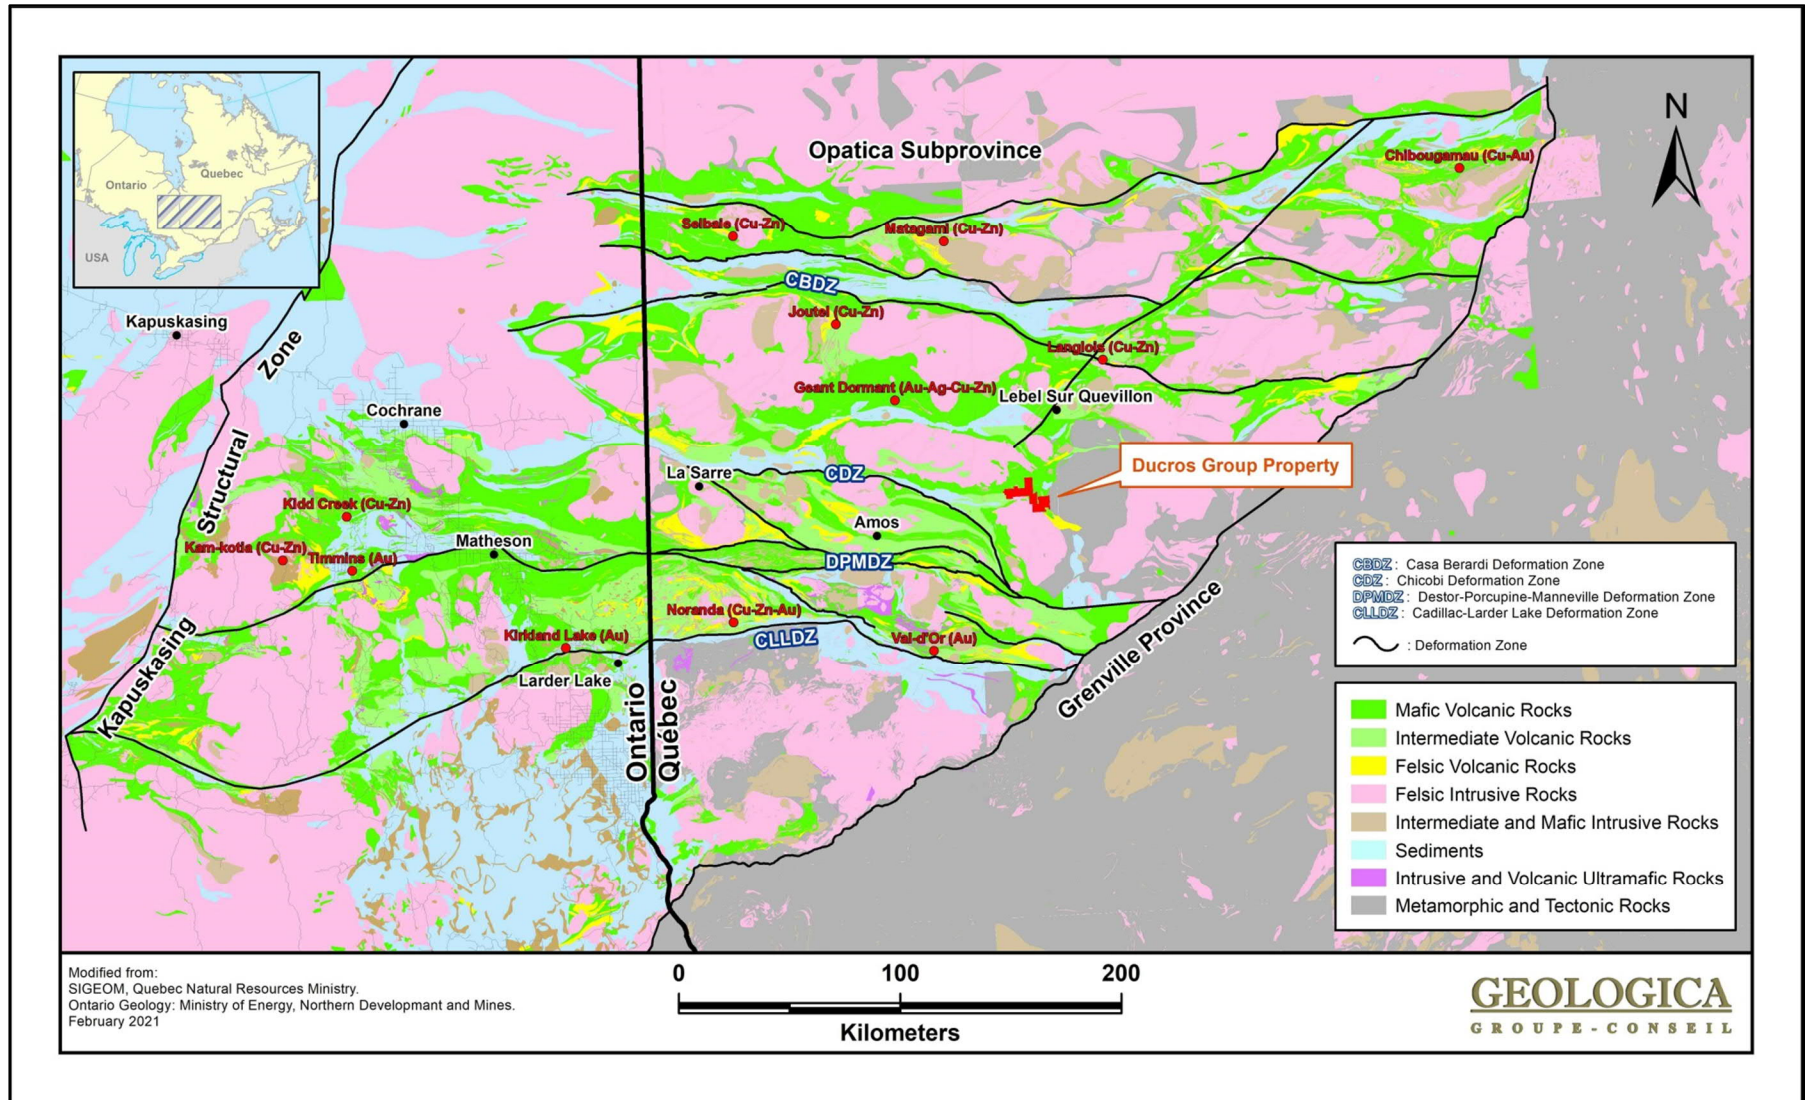 Ontario
Quebec
USA
N
Opatica Subprovince
Chibougamau (Cu-Au)
Selbaie (Cu-Zn)
Matagami (Cu-Zn)
CBDZ
Joutel (Cu-Zn)
Kapuskasing
Langlois (Cu-Zn)
Geant Dormant (Au-Ag-Cu-Zn)
Lebel Sur Quevillon
Cochrane
Kapuskasing Structural Zone
La Sarre
CDZ
Ducros Group Property
Kidd Creek (Cu-Zn)
Amos
Matheson
Kam-kotia (Cu-Zn)
Timmins (Au)
DPMDZ
Noranda (Cu-Zn-Au)
Kirkland Lake (Au)
CLLDZ
Val-d'Or (Au)
Larder Lake
Grenville Province
Ontario
Québec
CBDZ : Casa Berardi Deformation Zone
CDZ : Chicobi Deformation Zone
DPMDZ : Destor-Porcupine-Manneville Deformation Zone
CLLDZ : Cadillac-Larder Lake Deformation Zone
: Deformation Zone
Mafic Volcanic Rocks
Intermediate Volcanic Rocks
Felsic Volcanic Rocks
Felsic Intrusive Rocks
Intermediate and Mafic Intrusive Rocks
Sediments
Intrusive and Volcanic Ultramafic Rocks
Metamorphic and Tectonic Rocks
Modified from:
SIGEOM, Quebec Natural Resources Ministry.
Ontario Geology: Ministry of Energy, Northern Developmant and Mines.
February 2021
0 100 200
Kilometers
GEOLOGICA
GROUPE-CONSEIL